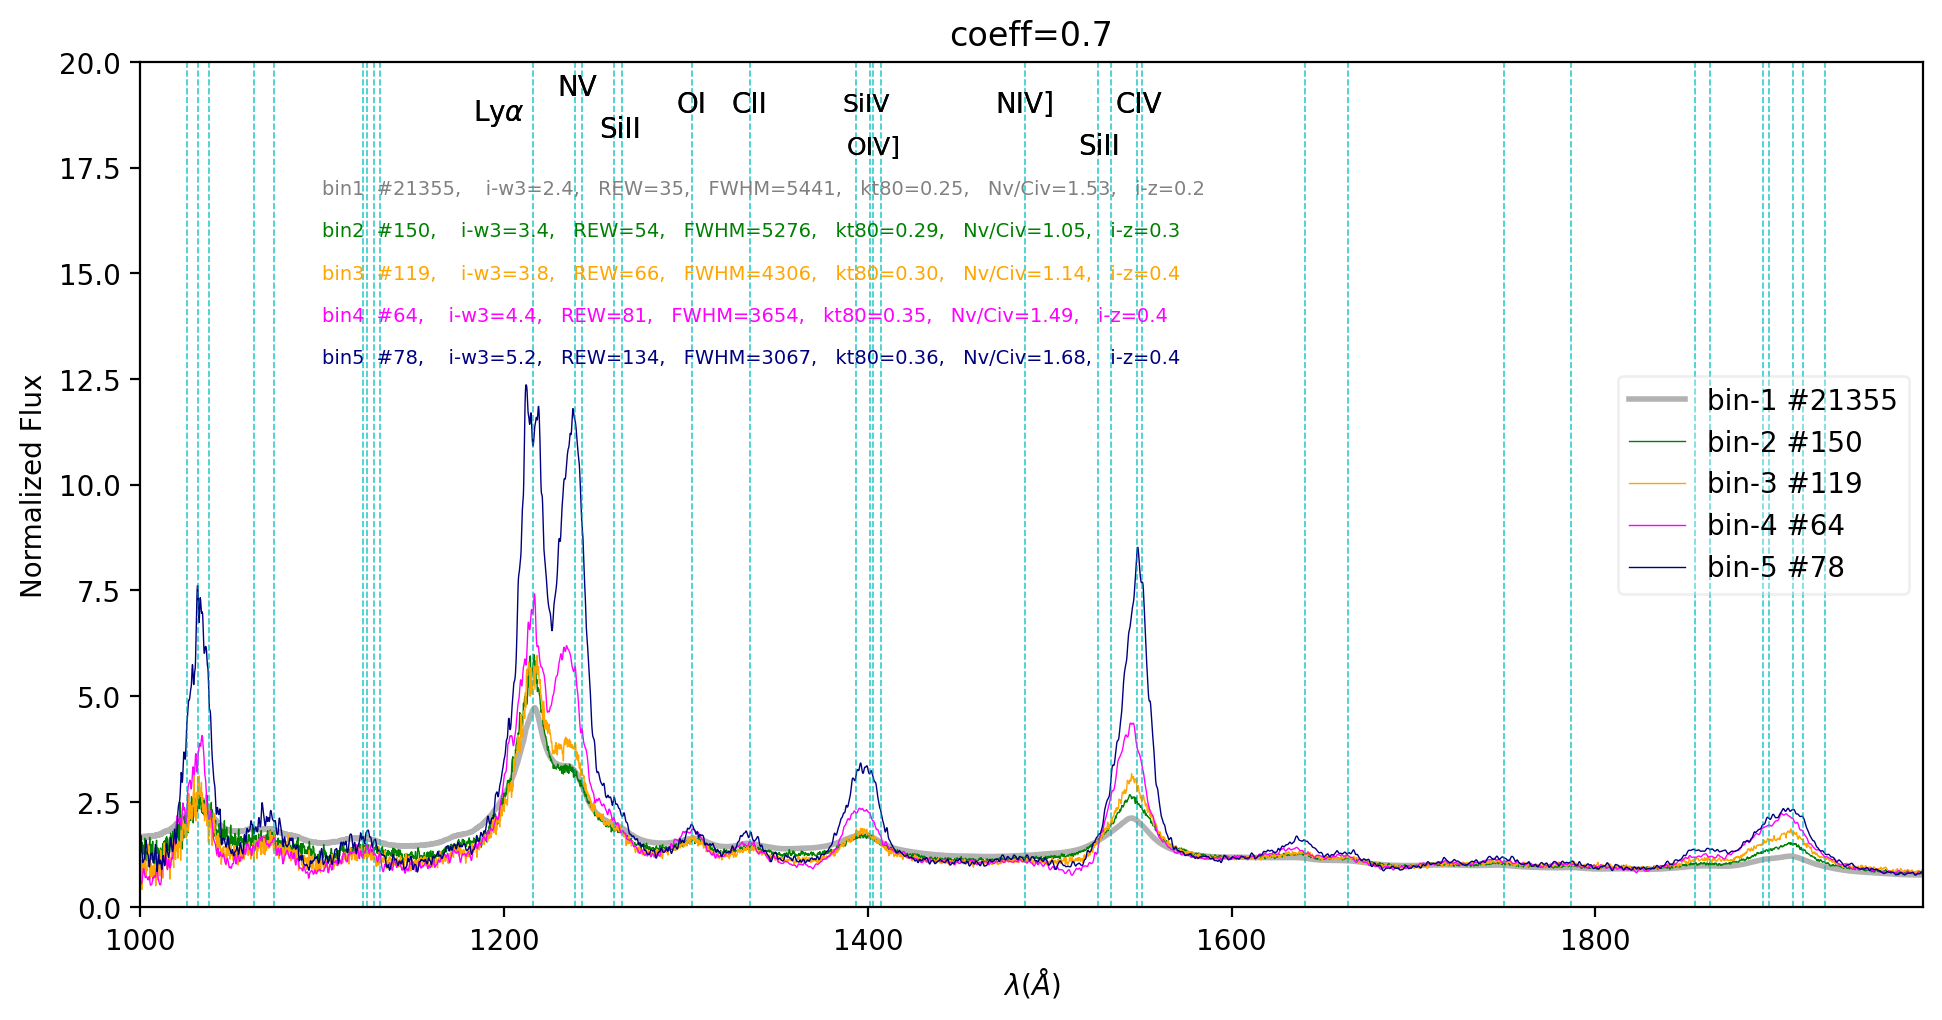 coeff=0.7
20.0
17.5
15.0
12.5
10.0
7.5
5.0
2.5
0.0
Normalized Flux
NV
Lyα
SiII
OI
CII
SiIV
OIV]
NIV]
CIV
SiII
bin1 #21355, i-w3=2.4, REW=35, FWHM=5441, kt80=0.25, Nv/Civ=1.53, i-z=0.2
bin2 #150, i-w3=3.4, REW=54, FWHM=5276, kt80=0.29, Nv/Civ=1.05, i-z=0.3
bin3 #119, i-w3=3.8, REW=66, FWHM=4306, kt80=0.30, Nv/Civ=1.14, i-z=0.4
bin4 #64, i-w3=4.4, REW=81, FWHM=3654, kt80=0.35, Nv/Civ=1.49, i-z=0.4
bin5 #78, i-w3=5.2, REW=134, FWHM=3067, kt80=0.36, Nv/Civ=1.68, i-z=0.4
bin-1 #21355
bin-2 #150
bin-3 #119
bin-4 #64
bin-5 #78
1000 1200 1400 1600 1800
λ(Å)